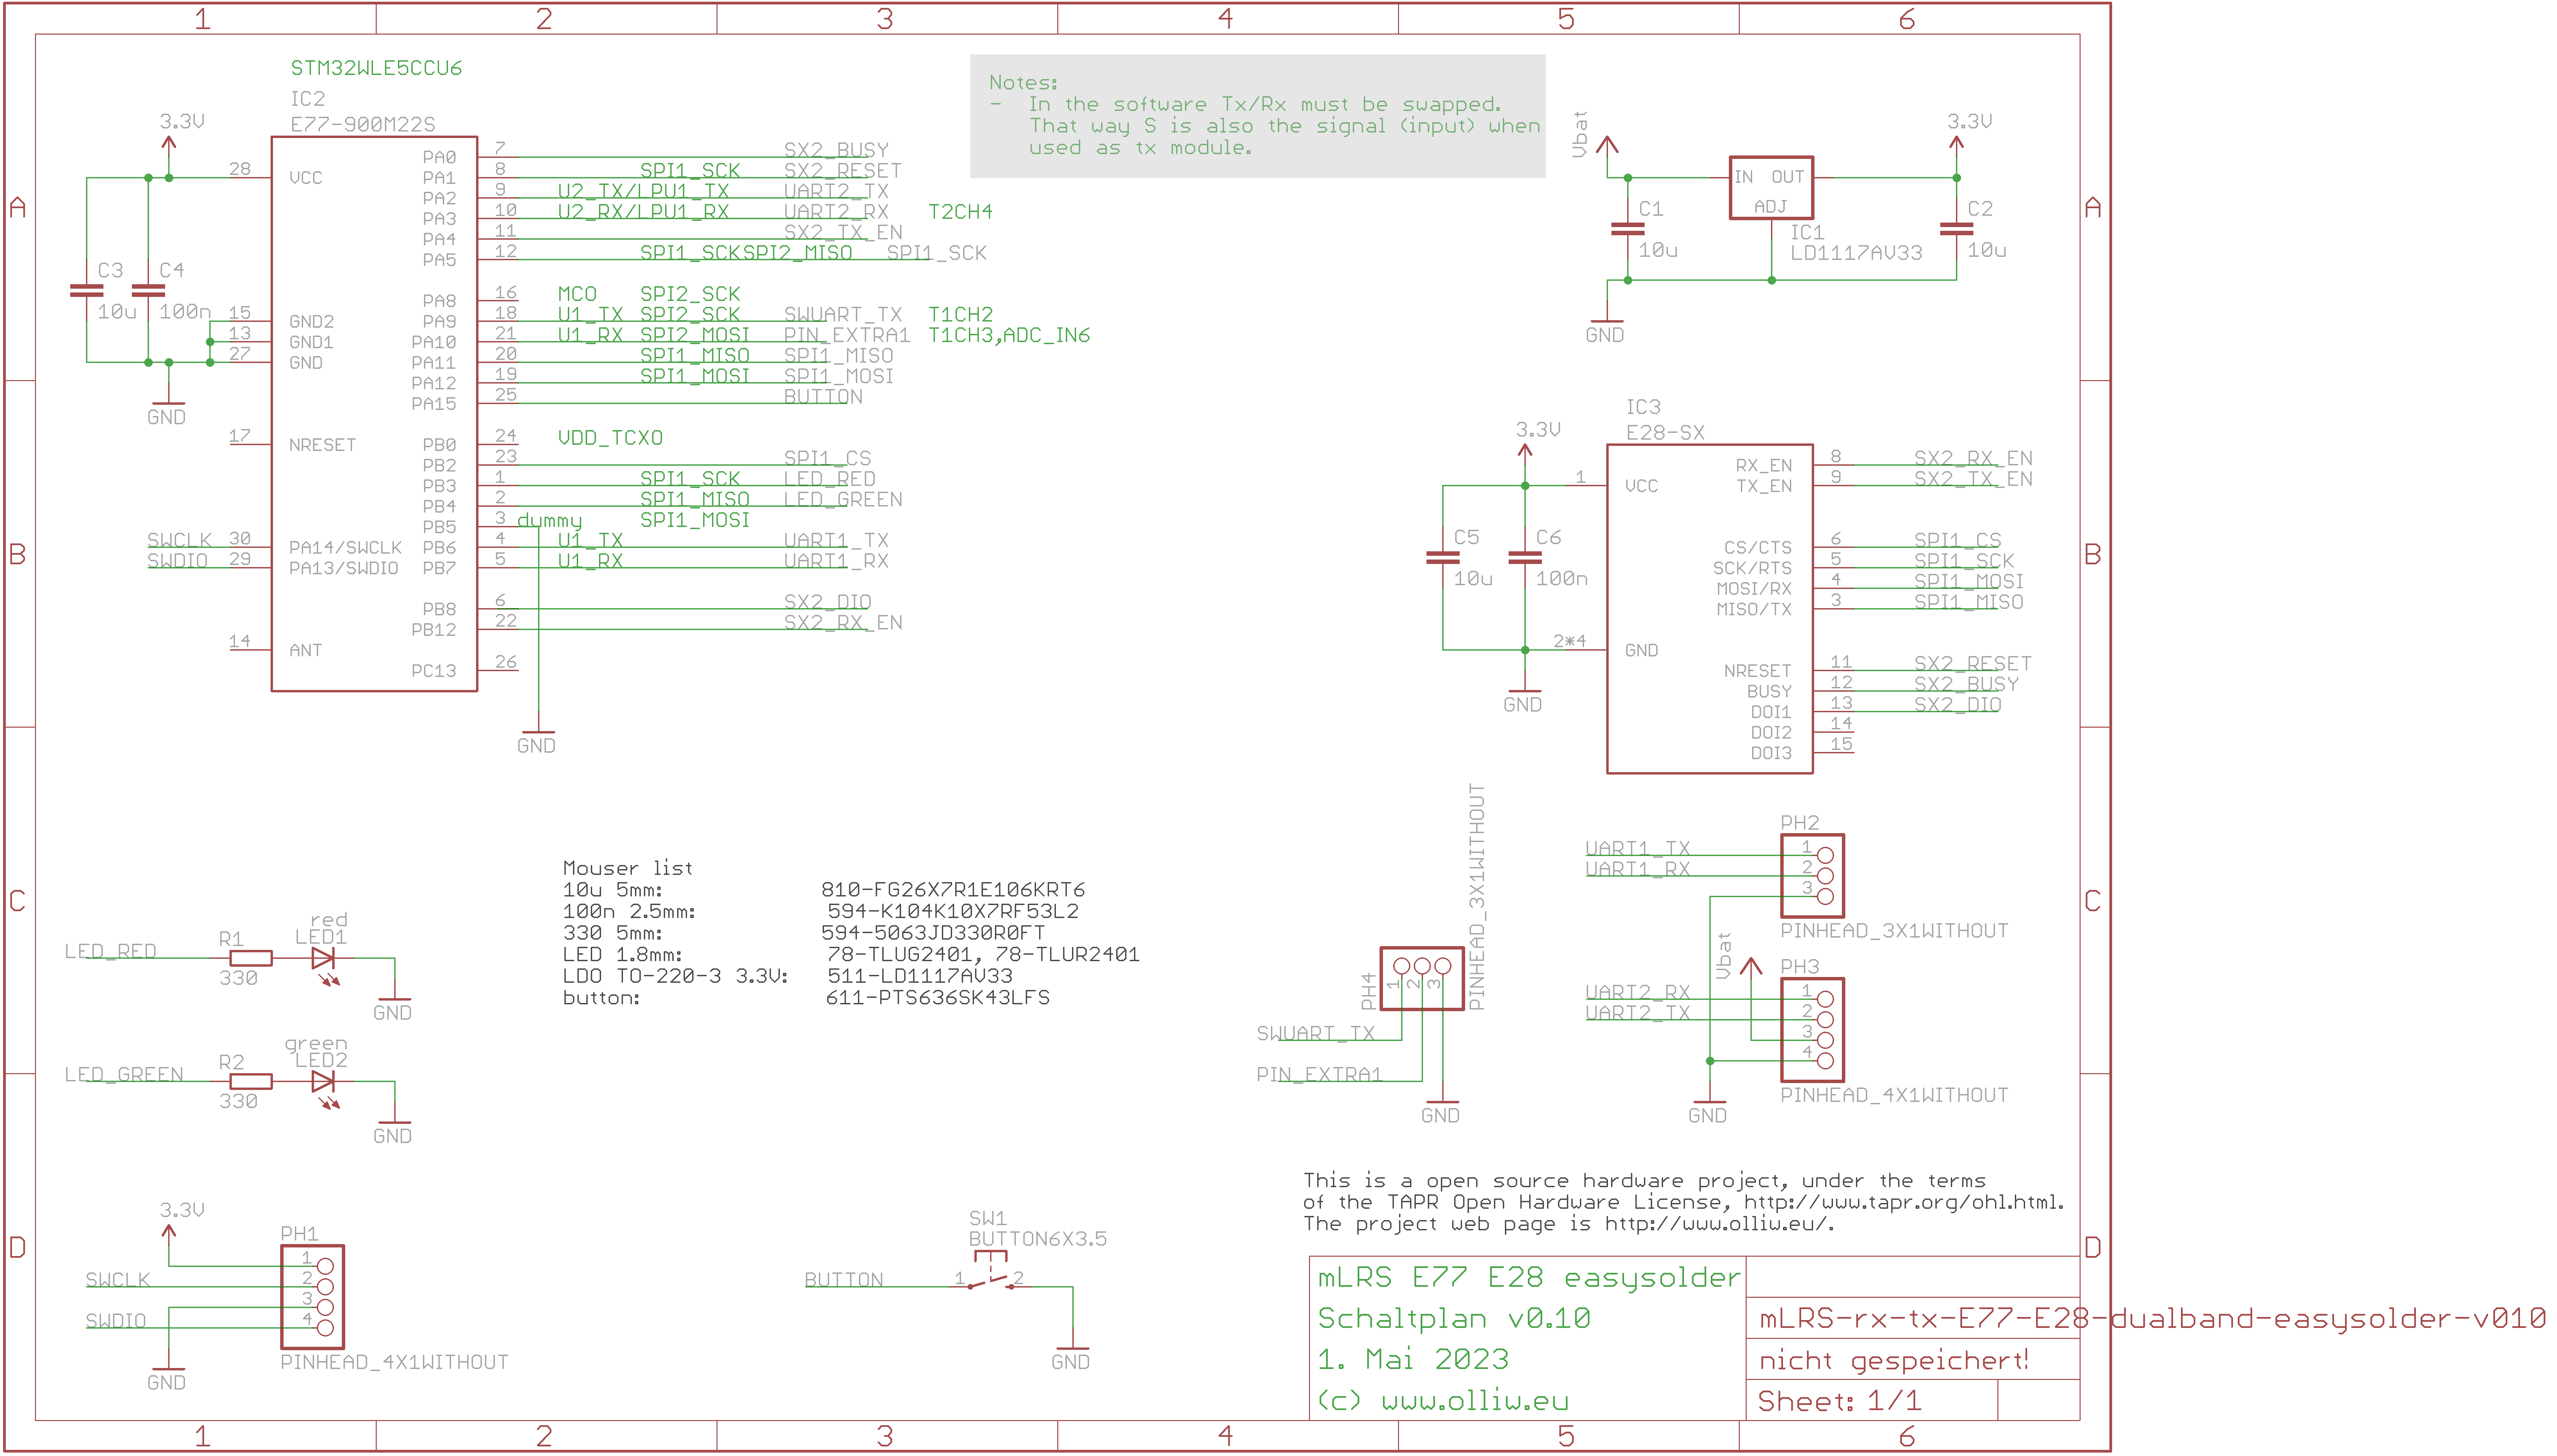 1 2 3 4 5 6
A A
B B
C C
D D
STM32WLE5CCU6
IC2
E77-900M22S
3.3V
28 VCC
C3 C4
10u 100n
15 GND2
13 GND1
27 GND
GND
17 NRESET
SWCLK 30 PA14/SWCLK
SWDIO 29 PA13/SWDIO
14 ANT
PA0 7 SX2_BUSY
PA1 8 SPI1_SCK SX2_RESET
PA2 9 U2_TX/LPU1_TX UART2_TX
PA3 10 U2_RX/LPU1_RX UART2_RX T2CH4
PA4 11 SX2_TX_EN
PA5 12 SPI1_SCKSPI2_MISO SPI1_SCK
PA8 16 MCO SPI2_SCK
PA9 18 U1_TX SPI2_SCK SWUART_TX T1CH2
PA10 21 U1_RX SPI2_MOSI PIN_EXTRA1 T1CH3,ADC_IN6
PA11 20 SPI1_MISO SPI1_MISO
PA12 19 SPI1_MOSI SPI1_MOSI
PA15 25 BUTTON
PB0 24 VDD_TCXO
PB2 23 SPI1_CS
PB3 1 SPI1_SCK LED_RED
PB4 2 SPI1_MISO LED_GREEN
PB5 3 dummy SPI1_MOSI
PB6 4 U1_TX UART1_TX
PB7 5 U1_RX UART1_RX
PB8 6 SX2_DIO
PB12 22 SX2_RX_EN
PC13 26
GND
Notes:
- In the software Tx/Rx must be swapped.
That way S is also the signal (input) when
used as tx module.
Vbat 3.3V
IN OUT
ADJ
C1 C2
10u 10u
IC1
LD1117AV33
GND
IC3
E28-SX
3.3V
1 VCC
C5 C6
10u 100n
2*4 GND
GND
RX_EN 8 SX2_RX_EN
TX_EN 9 SX2_TX_EN
CS/CTS 6 SPI1_CS
SCK/RTS 5 SPI1_SCK
MOSI/RX 4 SPI1_MOSI
MISO/TX 3 SPI1_MISO
NRESET 11 SX2_RESET
BUSY 12 SX2_BUSY
DOI1 13 SX2_DIO
DOI2 14
DOI3 15
Mouser list
10u 5mm: 810-FG26X7R1E106KRT6
100n 2.5mm: 594-K104K10X7RF53L2
330 5mm: 594-5063JD330R0FT
LED 1.8mm: 78-TLUG2401, 78-TLUR2401
LDO TO-220-3 3.3V: 511-LD1117AV33
button: 611-PTS636SK43LFS
red
LED_RED R1 LED1
330
GND
green
LED_GREEN R2 LED2
330
GND
PH4
1 2 3
PINHEAD_3X1WITHOUT
SWUART_TX
PIN_EXTRA1
GND
PH2
UART1_TX 1
UART1_RX 2
3
PINHEAD_3X1WITHOUT
Vbat
PH3
UART2_RX 1
UART2_TX 2
3
4
PINHEAD_4X1WITHOUT
GND
3.3V
PH1
1
SWCLK 2
3
SWDIO 4
PINHEAD_4X1WITHOUT
GND
SW1
BUTTON6X3.5
BUTTON 1 2
GND
This is a open source hardware project, under the terms
of the TAPR Open Hardware License, http://www.tapr.org/ohl.html.
The project web page is http://www.olliw.eu/.
mLRS E77 E28 easysolder
Schaltplan v0.10
1. Mai 2023
(c) www.olliw.eu
mLRS-rx-tx-E77-E28-dualband-easysolder-v010
nicht gespeichert!
Sheet: 1/1
1 2 3 4 5 6